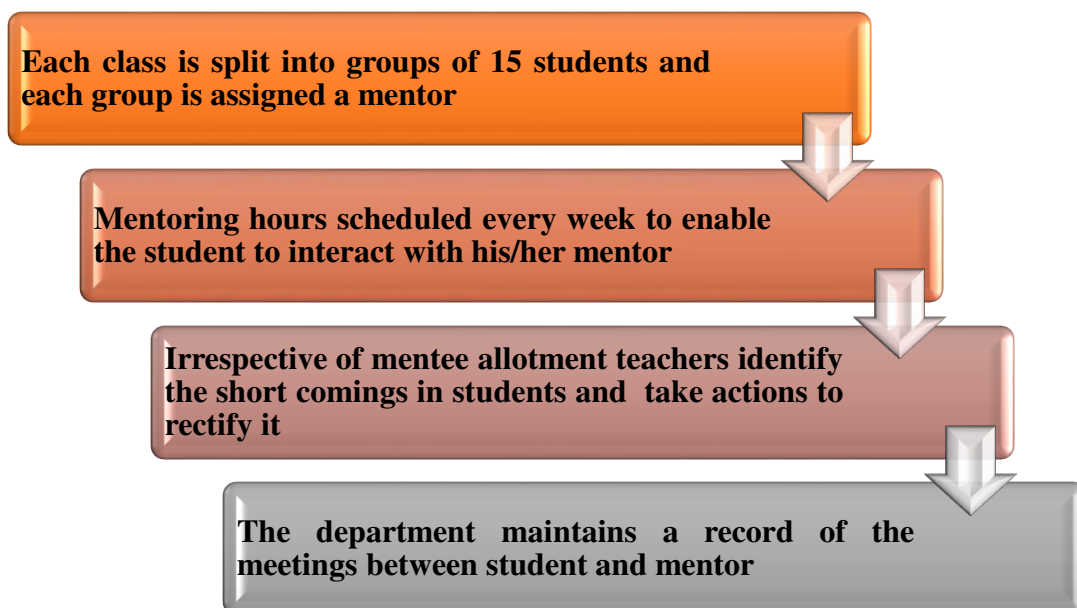 Each class is split into groups of 15 students and
each group is assigned a mentor
Mentoring hours scheduled every week to enable
the student to interact with his/her mentor
Irrespective of mentee allotment teachers identify
the short comings in students and  take actions to
rectify it
The department maintains a record of the
meetings between student and mentor